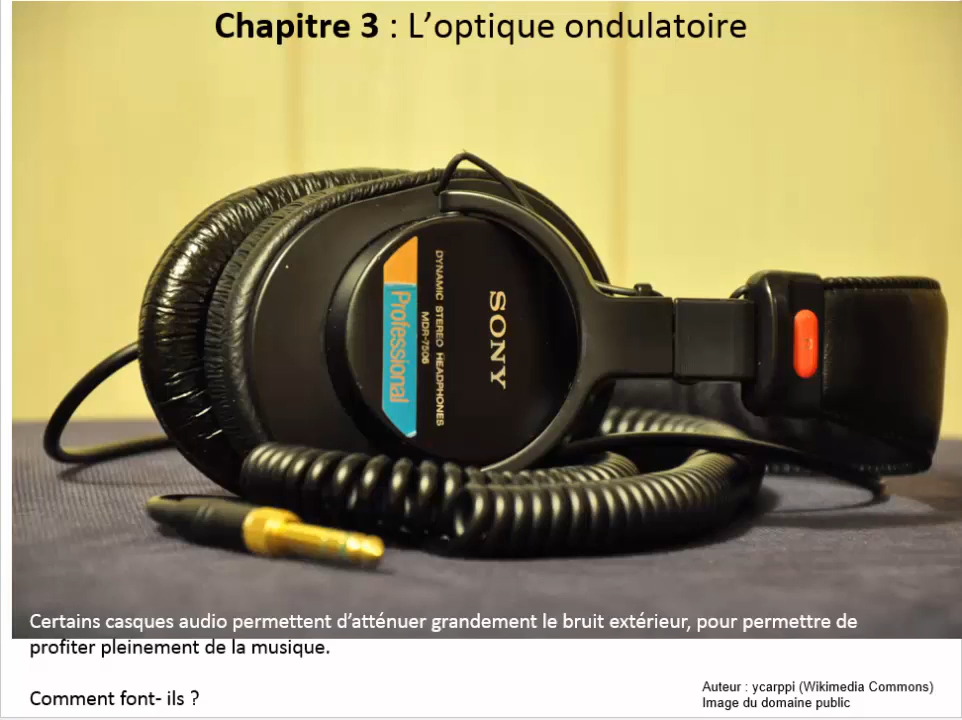 Chapitre 3 : L’optique ondulatoire
SONY
DYNAMIC STEREO HEADPHONES
MDR-7506
Professional
Certains casques audio permettent d’atténuer grandement le bruit extérieur, pour permettre de
profiter pleinement de la musique.
Comment font- ils ?
Auteur : ycarppi (Wikimedia Commons)
Image du domaine public